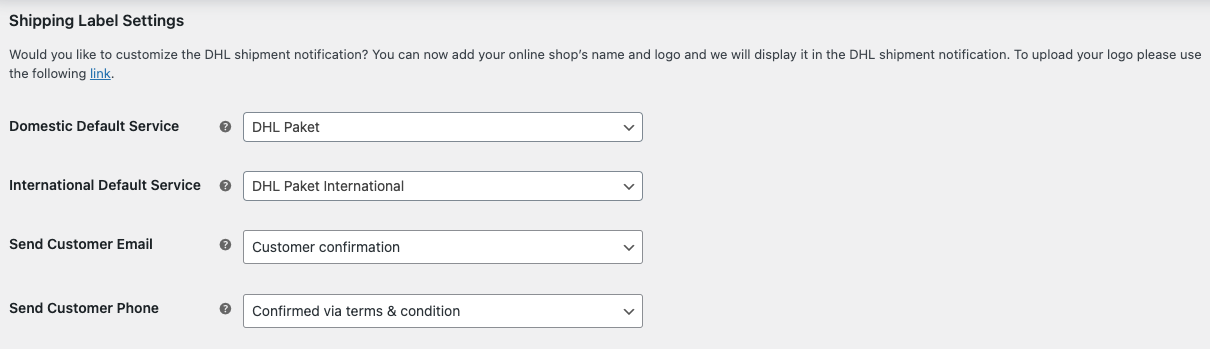 Shipping Label Settings
Would you like to customize the DHL shipment notification? You can now add your online shop’s name and logo and we will display it in the DHL shipment notification. To upload your logo please use
the following link.
Domestic Default Service ? DHL Paket
International Default Service ? DHL Paket International
Send Customer Email ? Customer confirmation
Send Customer Phone ? Confirmed via terms & condition